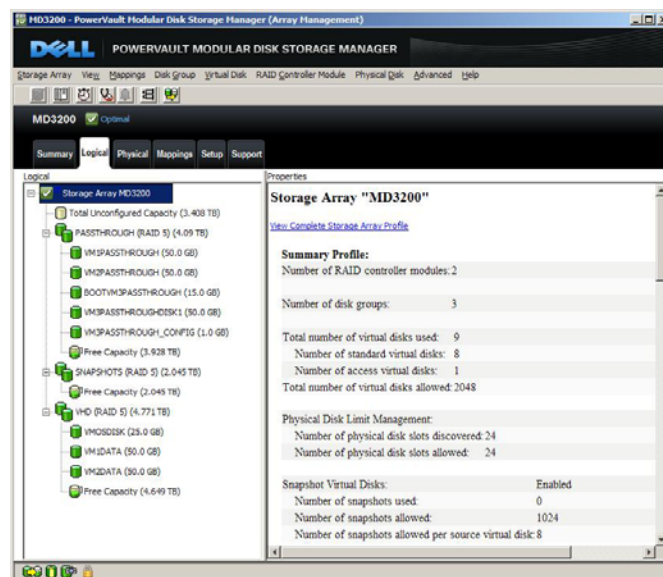 MD3200 - PowerVault Modular Disk Storage Manager (Array Management)
DELL POWERVAULT MODULAR DISK STORAGE MANAGER
Storage Array View Mappings Disk Group Virtual Disk RAID Controller Module Physical Disk Advanced Help
MD3200 Optimal
Summary Logical Physical Mappings Setup Support
Logical
Storage Array MD3200
Total Unconfigured Capacity (3.408 TB)
PASSTHROUGH (RAID 5) (4.09 TB)
VM1PASSTHROUGH (50.0 GB)
VM2PASSTHROUGH (50.0 GB)
BOOTVM3PASSTHROUGH (15.0 GB)
VM3PASSTHROUGHDISK1 (50.0 GB)
VM3PASSTHROUGH_CONFIG (1.0 GB)
Free Capacity (3.928 TB)
SNAPSHOTS (RAID 5) (2.045 TB)
Free Capacity (2.045 TB)
VHD (RAID 5) (4.771 TB)
VMOSDISK (25.0 GB)
VM1DATA (50.0 GB)
VM2DATA (50.0 GB)
Free Capacity (4.649 TB)
Properties
Storage Array "MD3200"
View Complete Storage Array Profile
Summary Profile:
Number of RAID controller modules: 2
Number of disk groups: 3
Total number of virtual disks used: 9
Number of standard virtual disks: 8
Number of access virtual disks: 1
Total number of virtual disks allowed: 2048
Physical Disk Limit Management:
Number of physical disk slots discovered: 24
Number of physical disk slots allowed: 24
Snapshot Virtual Disks: Enabled
Number of snapshots used: 0
Number of snapshots allowed: 1024
Number of snapshots allowed per source virtual disk: 8